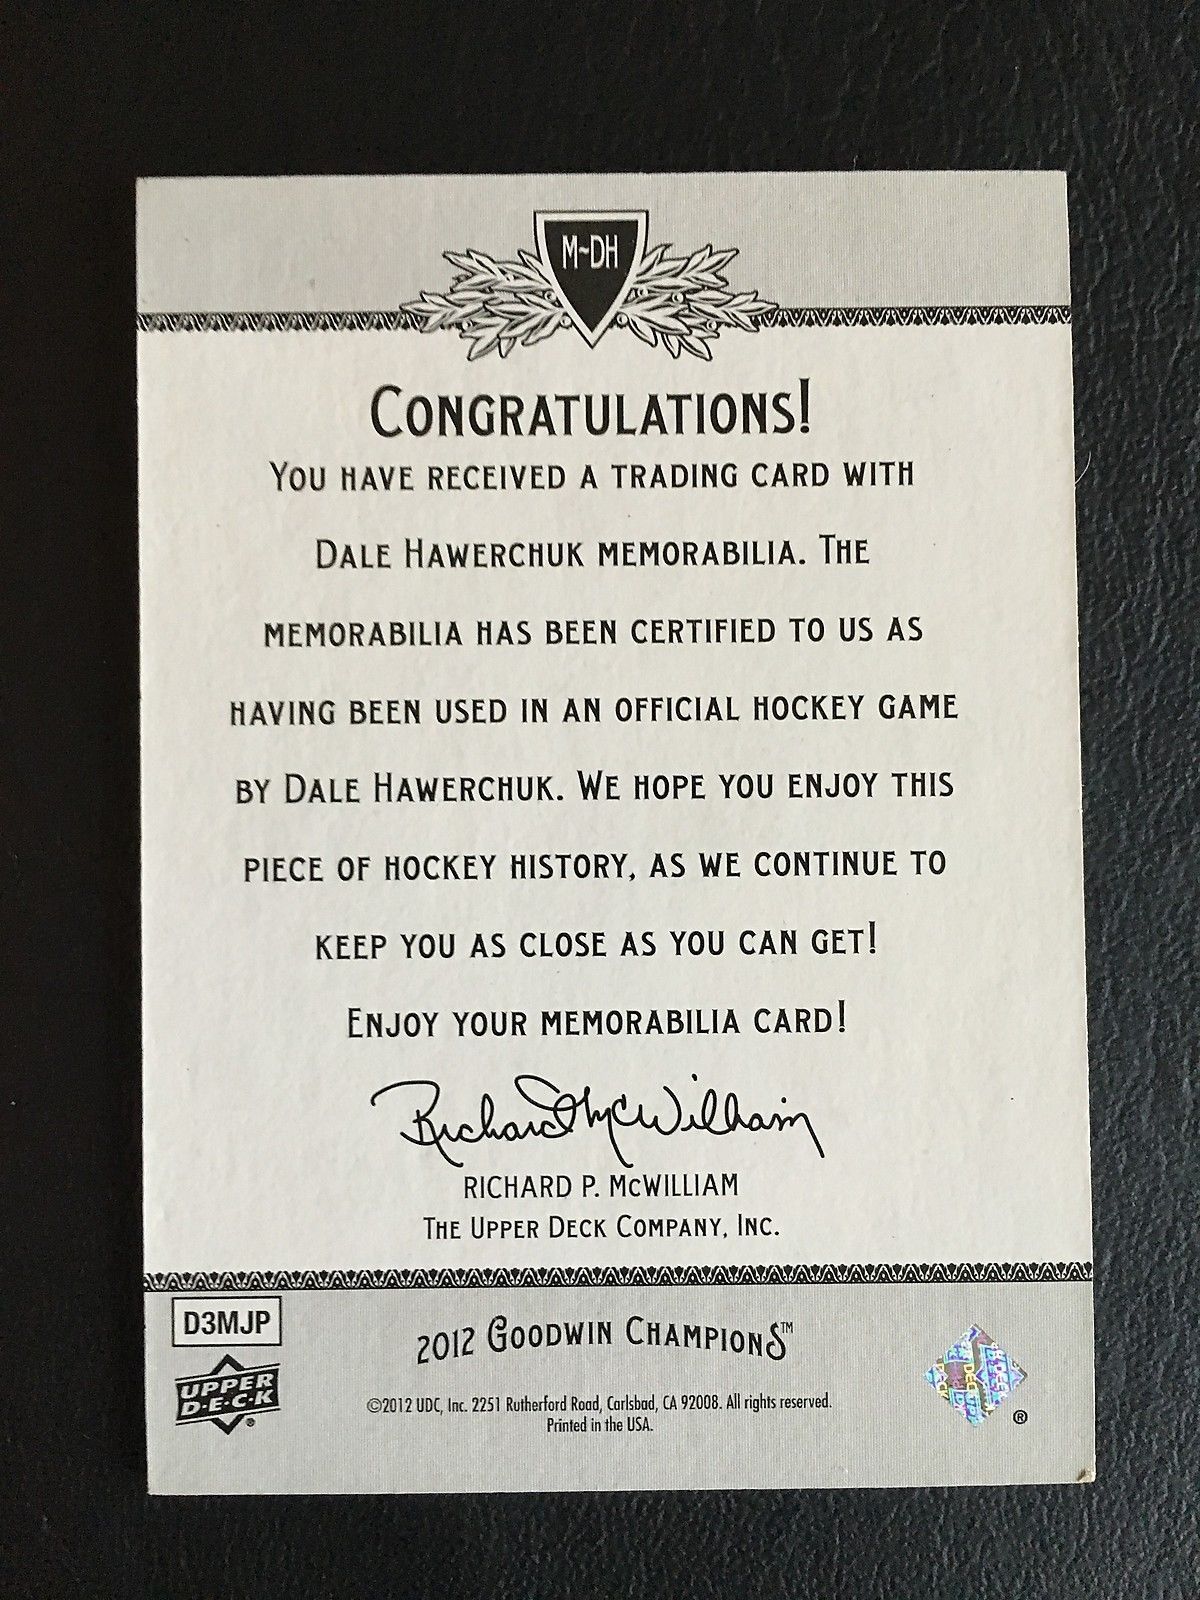 M~DH
CONGRATULATIONS!
YOU HAVE RECEIVED A TRADING CARD WITH
DALE HAWERCHUK MEMORABILIA. THE
MEMORABILIA HAS BEEN CERTIFIED TO US AS
HAVING BEEN USED IN AN OFFICIAL HOCKEY GAME
BY DALE HAWERCHUK. WE HOPE YOU ENJOY THIS
PIECE OF HOCKEY HISTORY, AS WE CONTINUE TO
KEEP YOU AS CLOSE AS YOU CAN GET!
ENJOY YOUR MEMORABILIA CARD!
Richard McWilliam
RICHARD P. McWILLIAM
THE UPPER DECK COMPANY, INC.
D3MJP
UPPER
D·E·C·K
®
2012 GOODWIN CHAMPIONS™
©2012 UDC, Inc. 2251 Rutherford Road, Carlsbad, CA 92008. All rights reserved.
Printed in the USA.
®